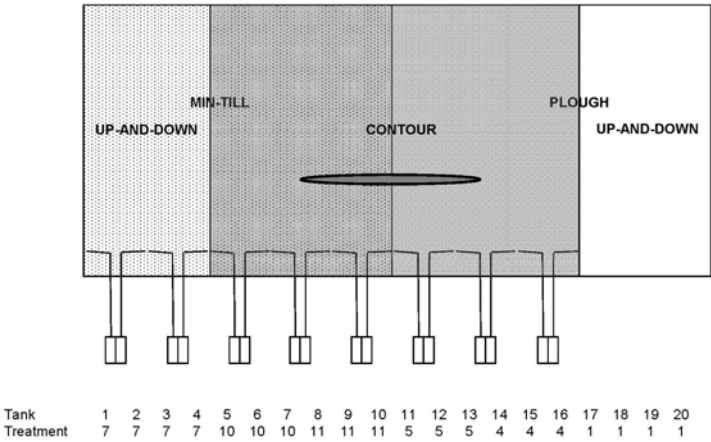 MIN-TILL PLOUGH
UP-AND-DOWN CONTOUR UP-AND-DOWN
Tank 1 2 3 4 5 6 7 8 9 10 11 12 13 14 15 16 17 18 19 20
Treatment 7 7 7 7 10 10 10 11 11 11 5 5 5 4 4 4 1 1 1 1